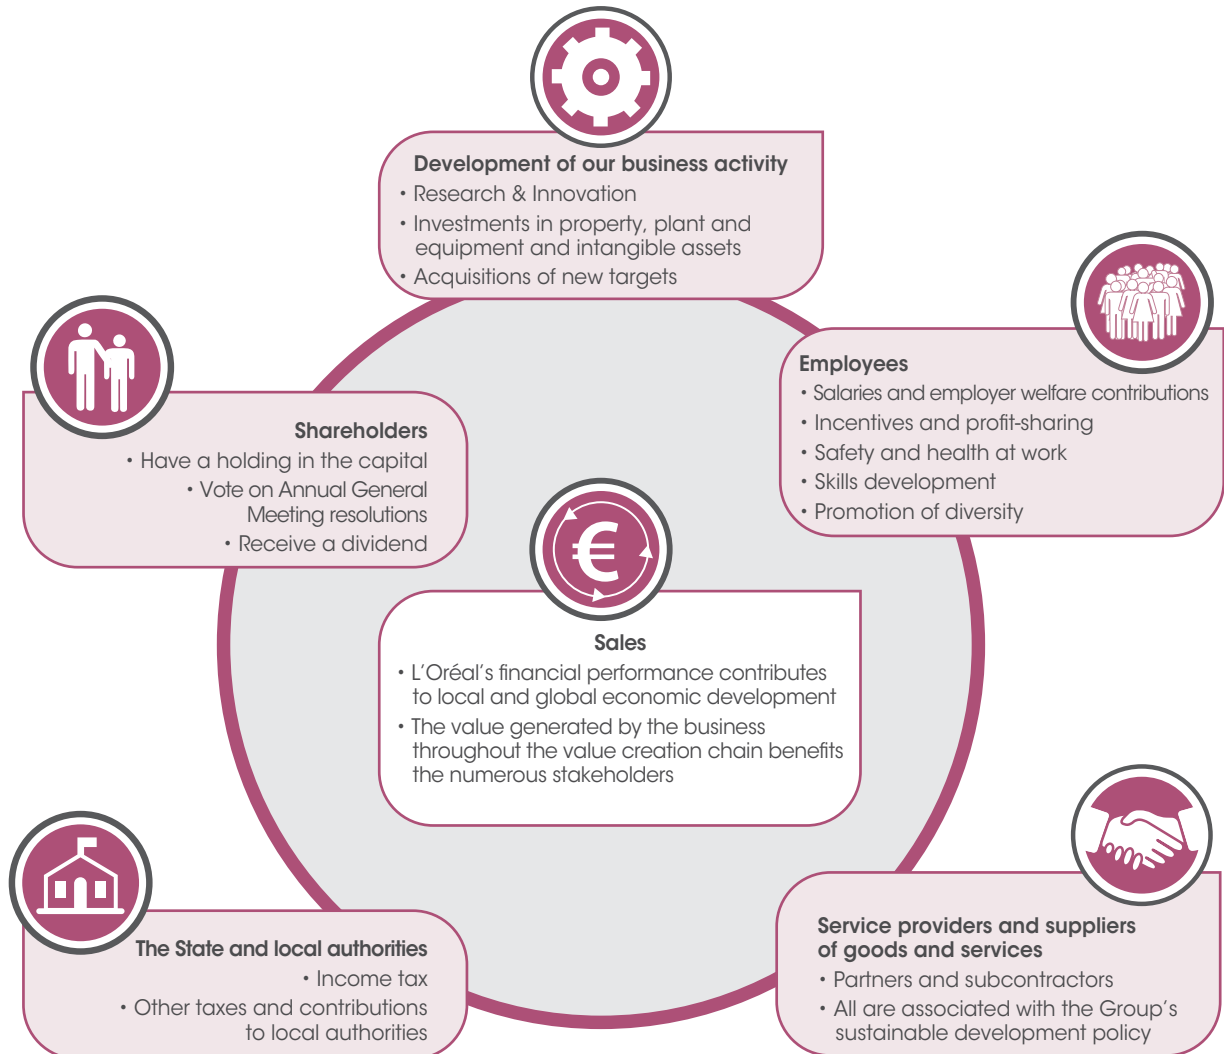 Development of our business activity
• Research & Innovation
• Investments in property, plant and
equipment and intangible assets
• Acquisitions of new targets
Employees
• Salaries and employer welfare contributions
• Incentives and profit-sharing
• Safety and health at work
• Skills development
• Promotion of diversity
Shareholders
• Have a holding in the capital
• Vote on Annual General
Meeting resolutions
• Receive a dividend
€
Sales
• L’Oréal’s financial performance contributes
to local and global economic development
• The value generated by the business
throughout the value creation chain benefits
the numerous stakeholders
The State and local authorities
• Income tax
• Other taxes and contributions
to local authorities
Service providers and suppliers
of goods and services
• Partners and subcontractors
• All are associated with the Group’s
sustainable development policy